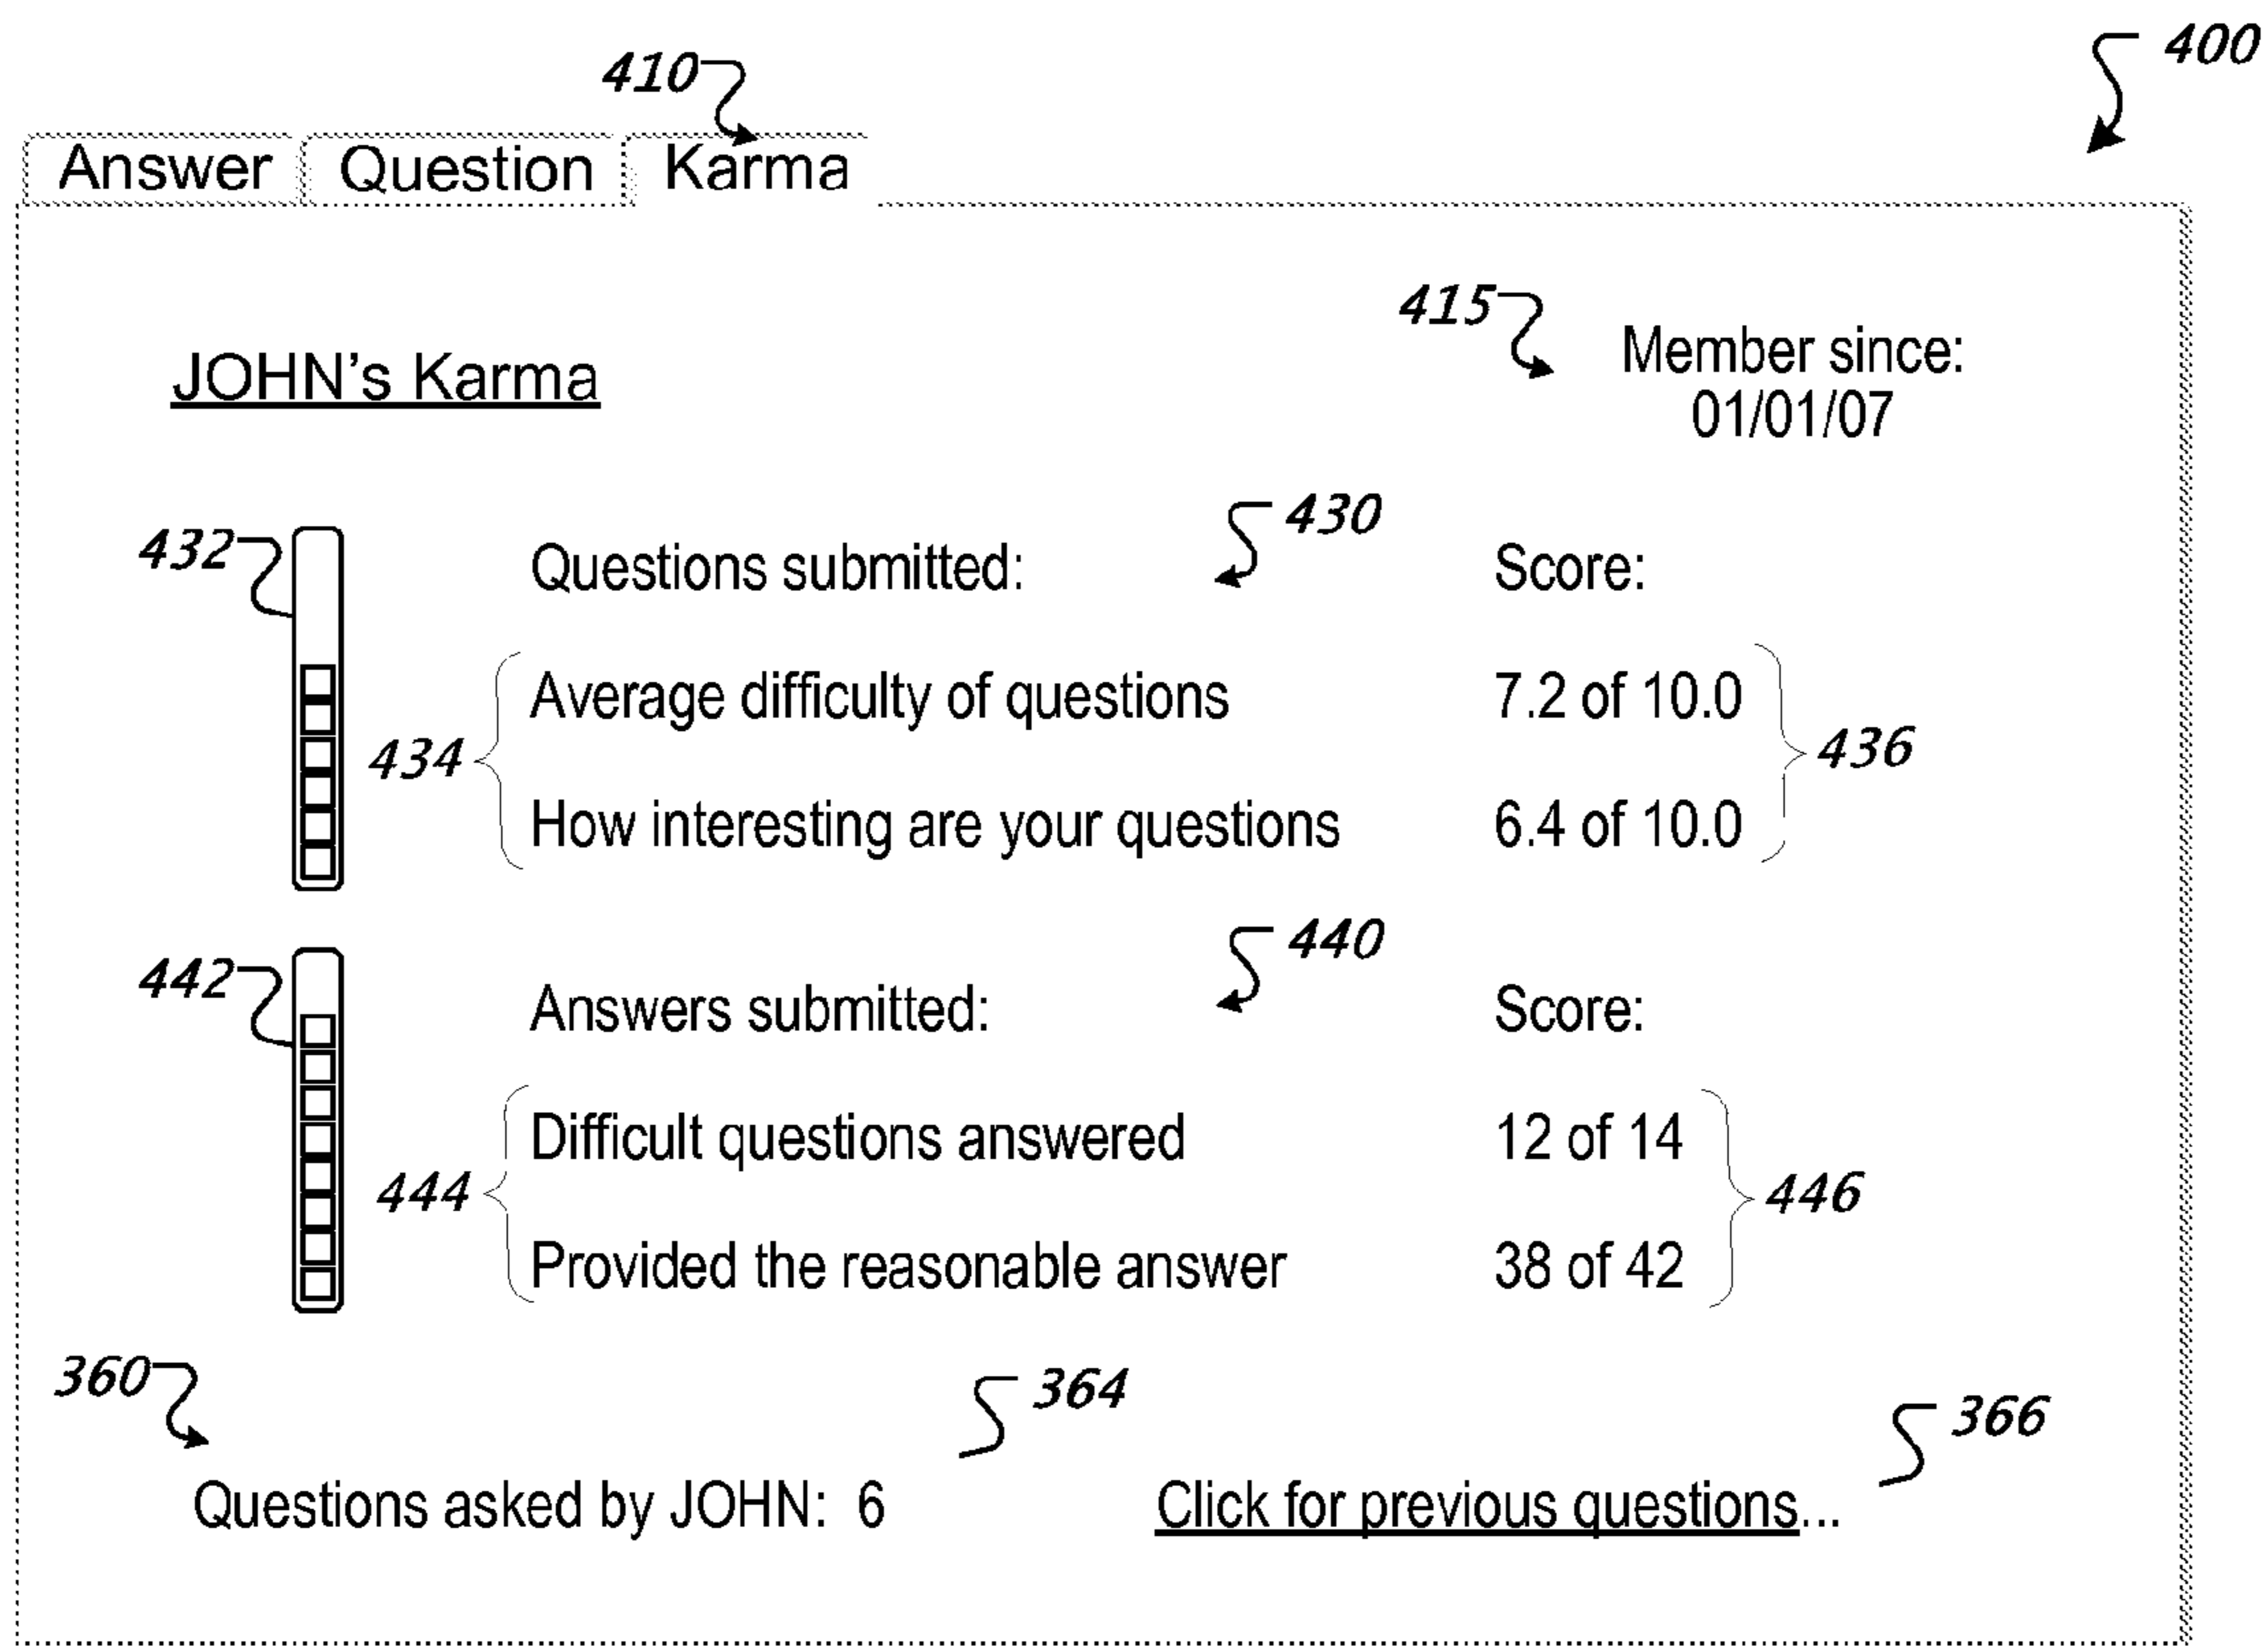 410
400
Answer Question Karma
415
Member since:
JOHN's Karma
01/01/07
432
430
Questions submitted: Score:
434
Average difficulty of questions 7.2 of 10.0
436
How interesting are your questions 6.4 of 10.0
442
440
Answers submitted: Score:
444
Difficult questions answered 12 of 14
446
Provided the reasonable answer 38 of 42
360
364
366
Questions asked by JOHN: 6 Click for previous questions...